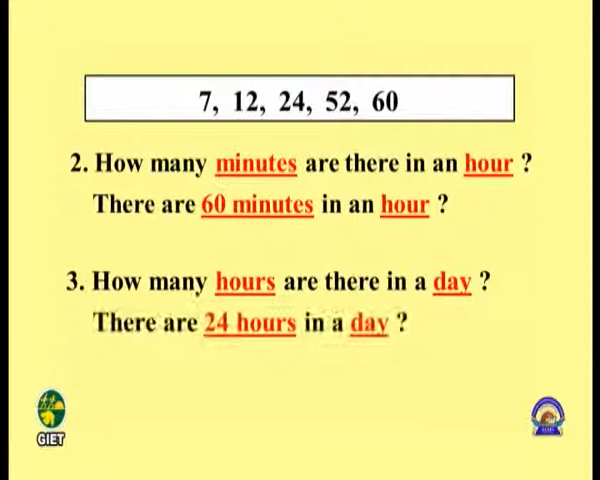 7, 12, 24, 52, 60
2. How many minutes are there in an hour ?
There are 60 minutes in an hour ?
3. How many hours are there in a day ?
There are 24 hours in a day ?
GIET